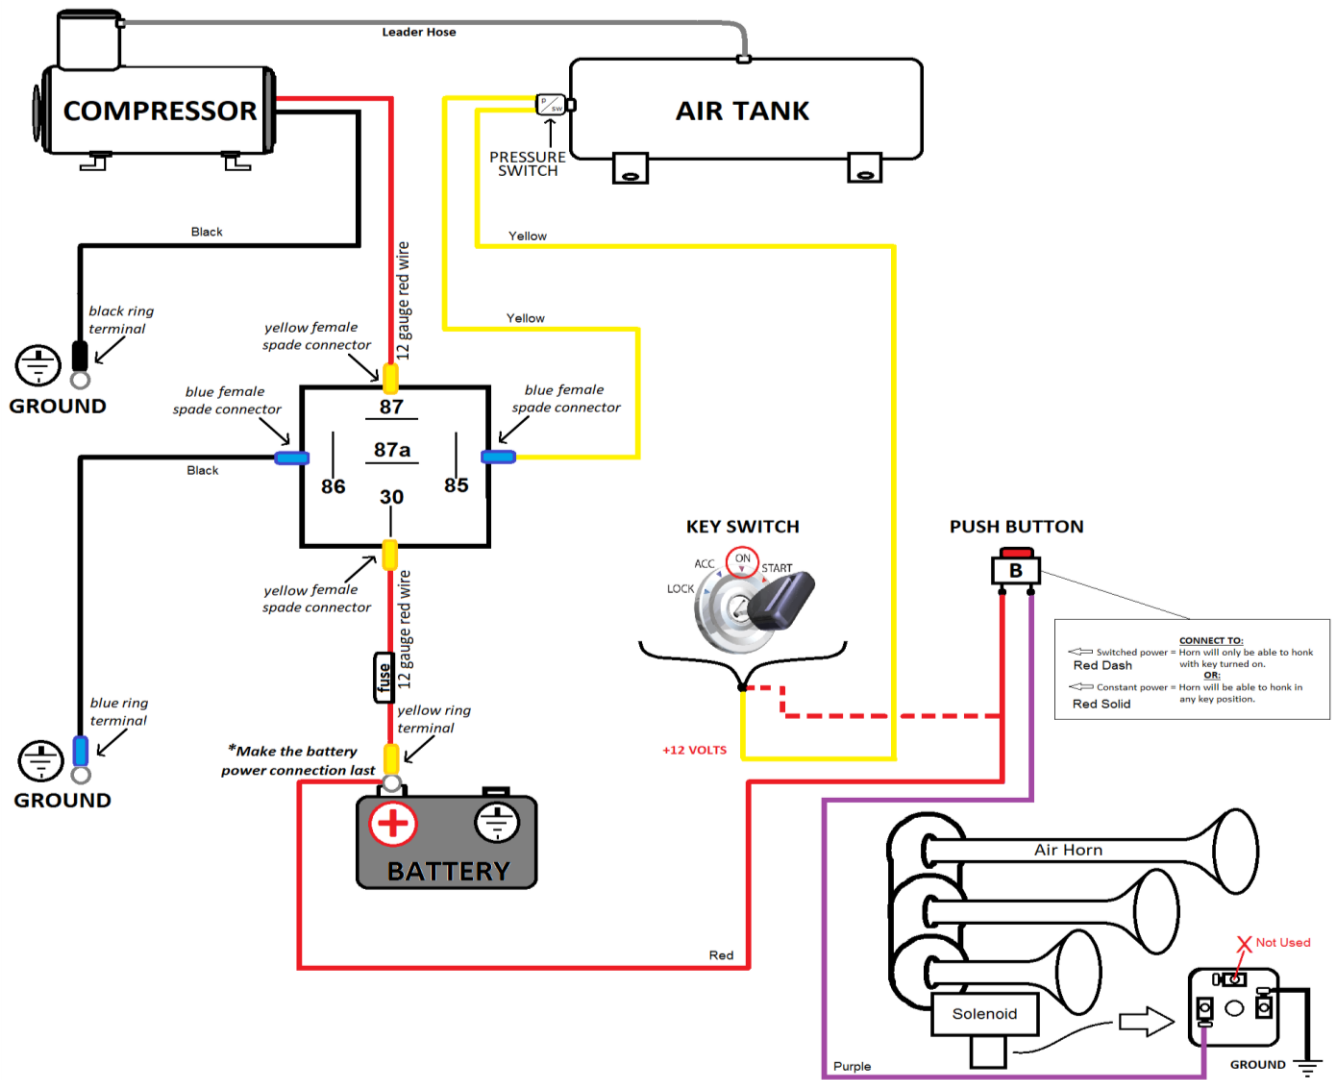 Leader Hose
COMPRESSOR
AIR TANK
P
SW
PRESSURE
SWITCH
Black
Yellow
12 gauge red wire
black ring
terminal
yellow female
spade connector
Yellow
GROUND
blue female
spade connector
blue female
spade connector
87
87a
86
85
30
Black
KEY SWITCH
PUSH BUTTON
LOCK
ACC
ON
START
B
yellow female
spade connector
12 gauge red wire
fuse
CONNECT TO:
Switched power = Horn will only be able to honk
Red Dash
with key turned on.
OR:
Constant power = Horn will be able to honk in
Red Solid
any key position.
blue ring
terminal
yellow ring
terminal
*Make the battery
power connection last
+12 VOLTS
GROUND
+
BATTERY
Air Horn
Red
X Not Used
Solenoid
Purple
GROUND